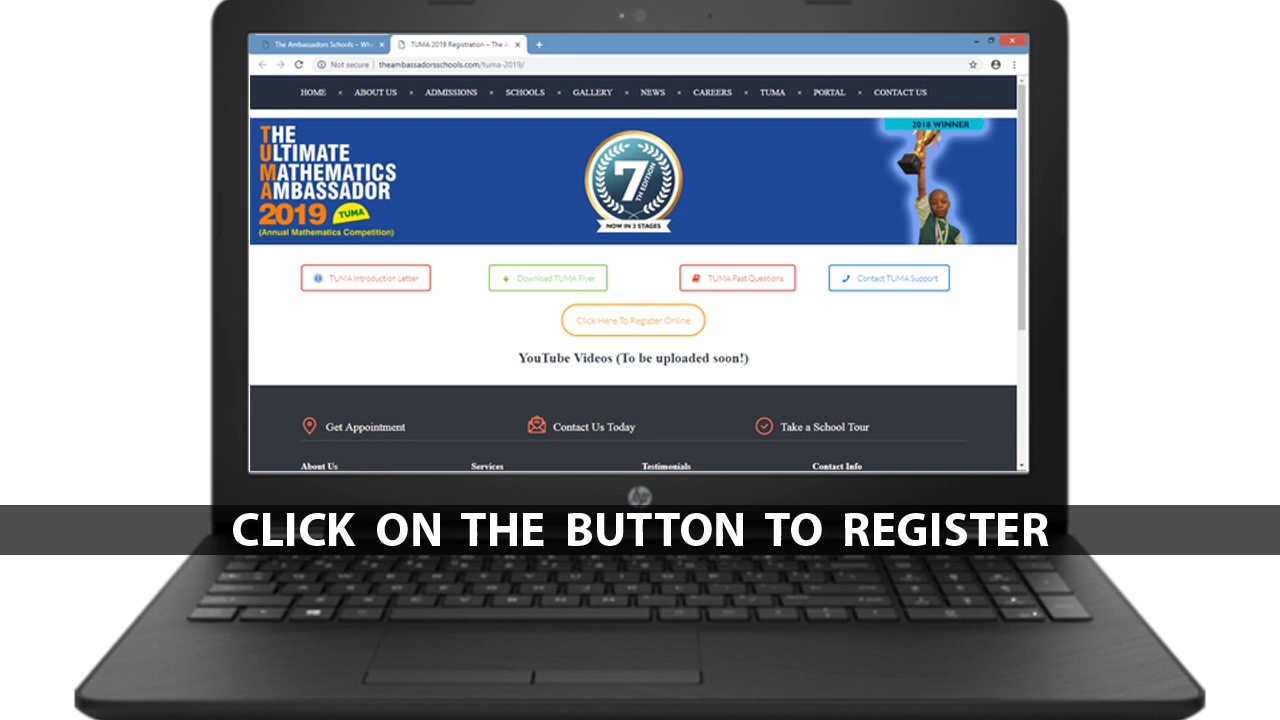 The Ambassadors Schools – Wh
TUMA 2019 Registration – The A
Not secure | theambassadorsschools.com/tuma-2019/
HOME × ABOUT US × ADMISSIONS × SCHOOLS × GALLERY × NEWS × CAREERS × TUMA × PORTAL × CONTACT US
THE
ULTIMATE
MATHEMATICS
AMBASSADOR
2019 TUMA
(Annual Mathematics Competition)
7TH EDITION
NOW IN 3 STAGES
2018 WINNER
TUMA Introduction Letter
Download TUMA Flyer
TUMA Past Questions
Contact TUMA Support
Click Here To Register Online
YouTube Videos (To be uploaded soon!)
Get Appointment
Contact Us Today
Take a School Tour
About Us
Services
Testimonials
Contact Info
hp
CLICK ON THE BUTTON TO REGISTER